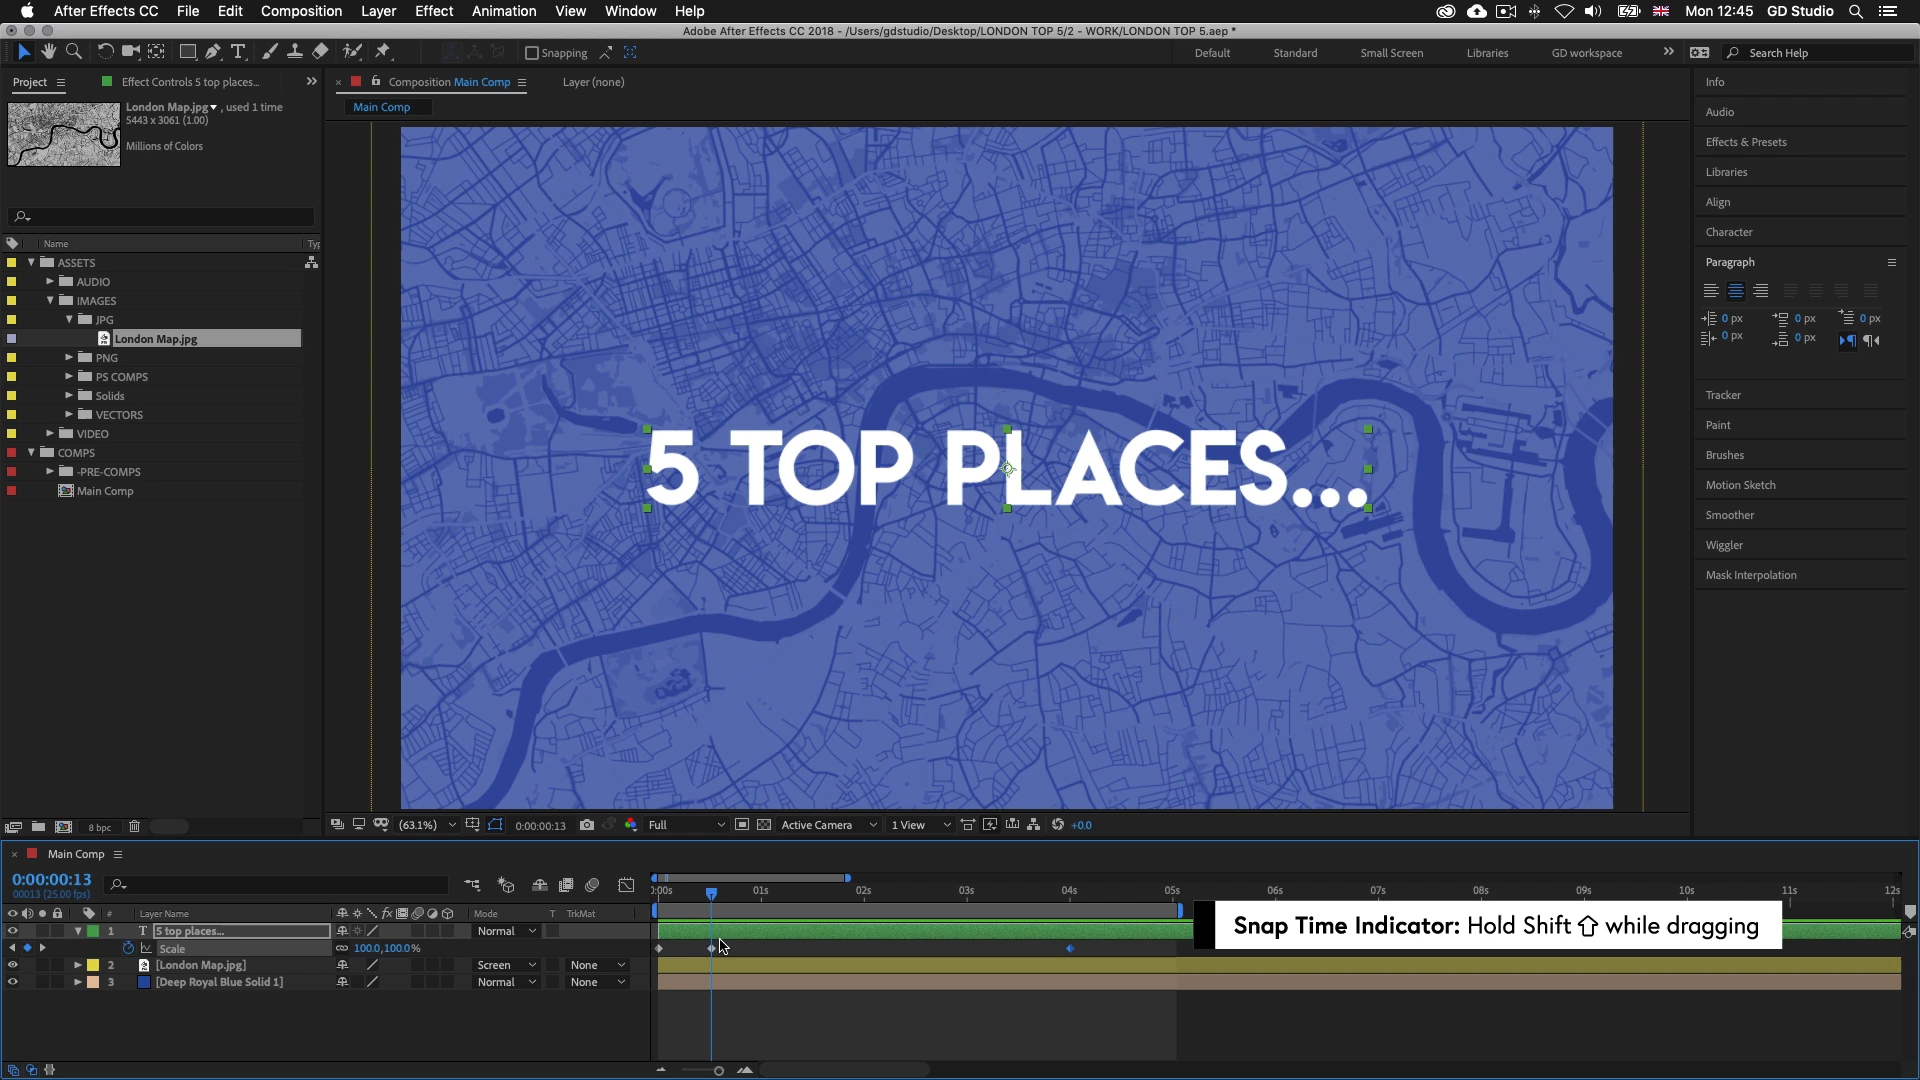 After Effects CC File Edit Composition Layer Effect Animation View Window Help Mon 12:45 GD Studio
Adobe After Effects CC 2018 - /Users/gdstudio/Desktop/LONDON TOP 5/2 - WORK/LONDON TOP 5.aep *
Snapping Default Standard Small Screen Libraries GD workspace Search Help
Project Effect Controls 5 top places... Composition Main Comp Layer (none)
Main Comp
London Map.jpg , used 1 time
5443 x 3061 (1.00)
Millions of Colors
Name Typ
ASSETS
AUDIO
IMAGES
JPG
London Map.jpg
PNG
PS COMPS
Solids
VECTORS
VIDEO
COMPS
-PRE-COMPS
Main Comp
8 bpc
5 TOP PLACES...
Info
Audio
Effects & Presets
Libraries
Align
Character
Paragraph
0 px 0 px 0 px
0 px 0 px
Tracker
Paint
Brushes
Motion Sketch
Smoother
Wiggler
Mask Interpolation
(63.1%) 0:00:00:13 Full Active Camera 1 View +0.0
Main Comp
0:00:00:13
00013 (25.00 fps)
0:00s 01s 02s 03s 04s 05s 06s 07s 08s 09s 10s 11s 12s
# Layer Name Mode T TrkMat
1 T 5 top places... Normal
Scale 100.0,100.0%
2 [London Map.jpg] Screen None
3 [Deep Royal Blue Solid 1] Normal None
Snap Time Indicator: Hold Shift ⇧ while dragging